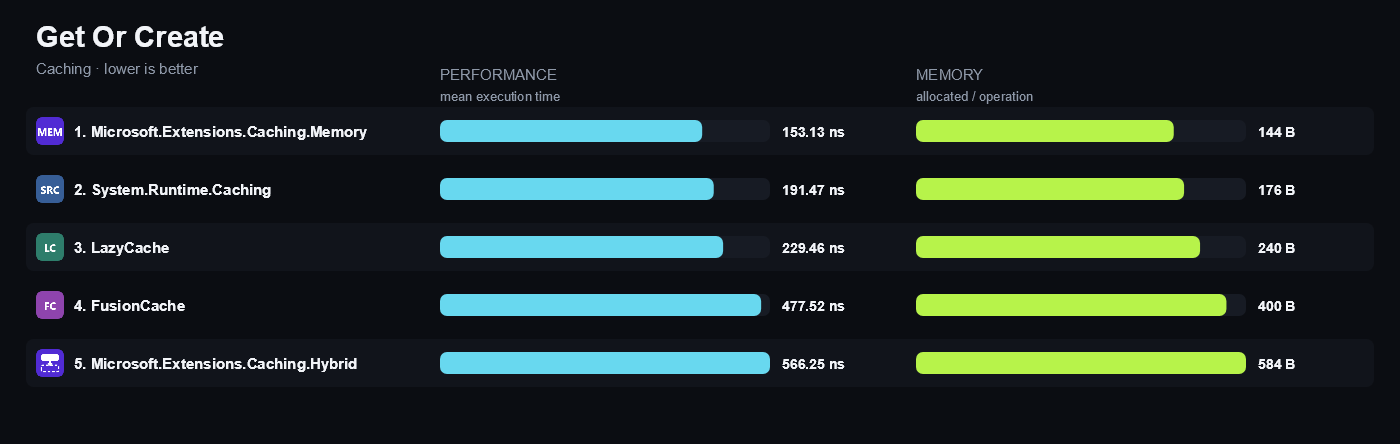 Get Or Create
Caching · lower is better
PERFORMANCE
mean execution time
MEMORY
allocated / operation
MEM 1. Microsoft.Extensions.Caching.Memory 153.13 ns 144 B
SRC 2. System.Runtime.Caching 191.47 ns 176 B
LC 3. LazyCache 229.46 ns 240 B
FC 4. FusionCache 477.52 ns 400 B
5. Microsoft.Extensions.Caching.Hybrid 566.25 ns 584 B